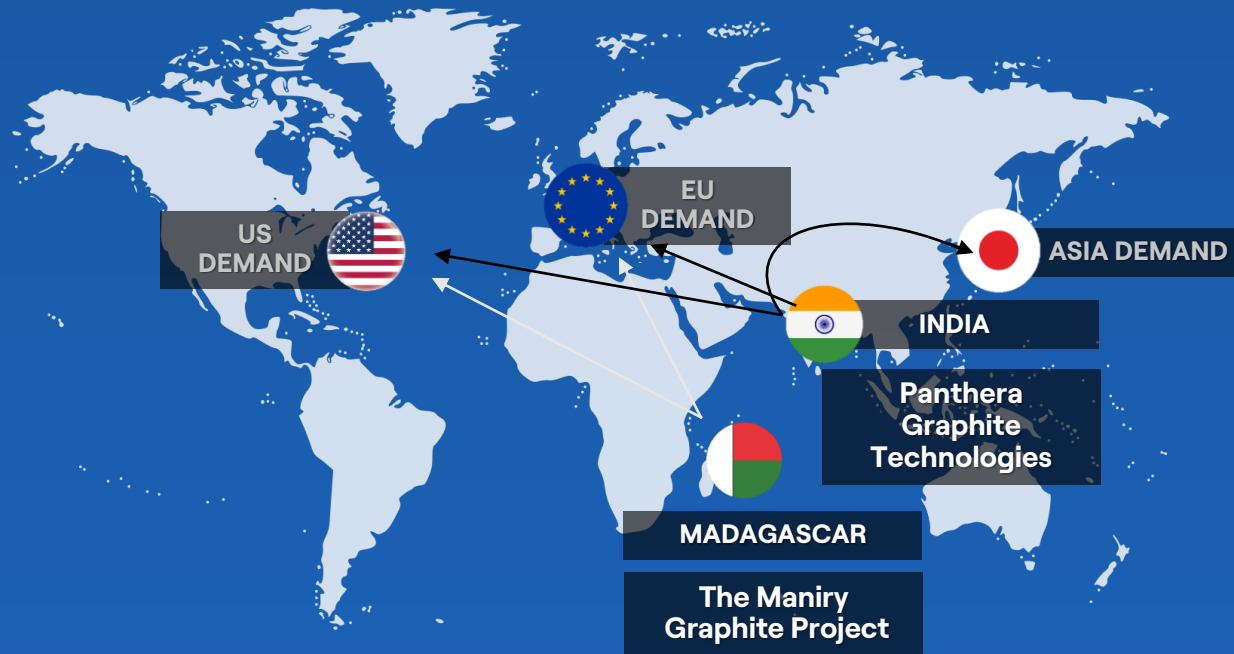 US
DEMAND
EU
DEMAND
ASIA DEMAND
INDIA
Panthera
Graphite
Technologies
MADAGASCAR
The Maniry
Graphite Project